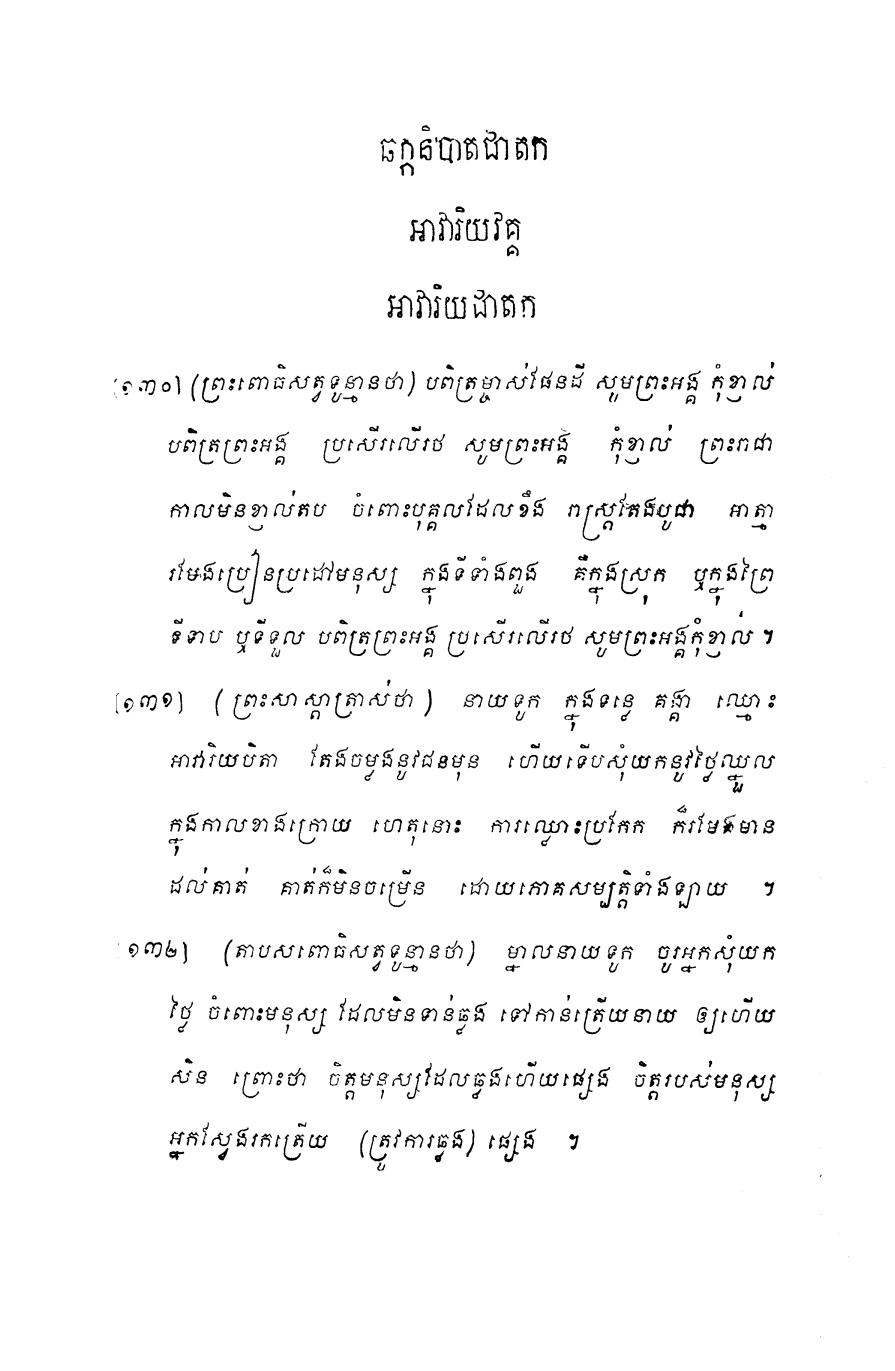 ឆក្កនិបាតជាតក
អាវារិយវគ្គ
អាវារិយជាតក
[១៣០] (ព្រះពោធិសត្វទូន្មានថា) បពិត្រម្ចាស់ផែនដី សូមព្រះអង្គ កុំខ្ញាល់
បពិត្រព្រះអង្គ ប្រសើរលើរថ សូមព្រះអង្គ កុំខ្ញាល់ ព្រះរាជា
កាលមិនខ្ញាល់តប ចំពោះបុគ្គលដែលខឹង រាស្ត្រតែងបូជា អាត្មា
រមែងប្រៀនប្រដៅមនុស្ស ក្នុងទីទាំងពួង គឺក្នុងស្រុក ឬក្នុងព្រៃ
ទីទាប ឬទីទួល បពិត្រព្រះអង្គ ប្រសើរលើរថ សូមព្រះអង្គកុំខ្ញាល់ ។
[១៣១] (ព្រះសាស្តាត្រាស់ថា) នាយទូក ក្នុងទន្លេ គង្គា ឈ្មោះ
អាវារិយបិតា តែងចម្លងនូវជនមុន ហើយទើបសុំយកនូវថ្លៃឈ្នួល
ក្នុងកាលខាងក្រោយ ហេតុនោះ ការឈ្លោះប្រកែក ក៏រមែងមាន
ដល់គាត់ គាត់ក៏មិនចម្រើន ដោយភោគសម្បត្តិទាំងឡាយ ។
[១៣២] (តាបសពោធិសត្វទូន្មានថា) ម្នាលនាយទូក ចូរអ្នកសុំយក
ថ្លៃ ចំពោះមនុស្ស ដែលមិនទាន់ឆ្លង ទៅកាន់ត្រើយនាយ ឲ្យហើយ
សិន ព្រោះថា ចិត្តមនុស្សដែលឆ្លងហើយផ្សេង ចិត្តរបស់មនុស្ស
អ្នកស្វែងរកត្រើយ (ត្រូវការឆ្លង) ផ្សេង ។